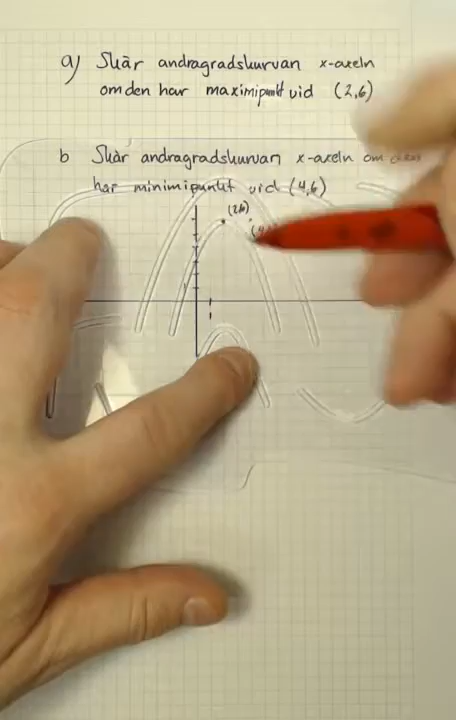 a) Skär andragradskurvan x-axeln
om den har maximipunkt vid (2,6)
b Skär andragradskurvan x-axeln om den
har minimipunkt vid (4,6)
(2,6)